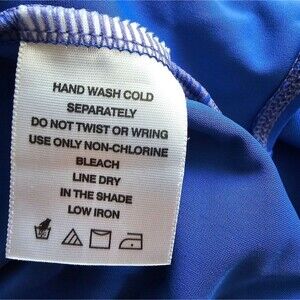 HAND WASH COLD
SEPARATELY
DO NOT TWIST OR WRING
USE ONLY NON-CHLORINE
BLEACH
LINE DRY
IN THE SHADE
LOW IRON